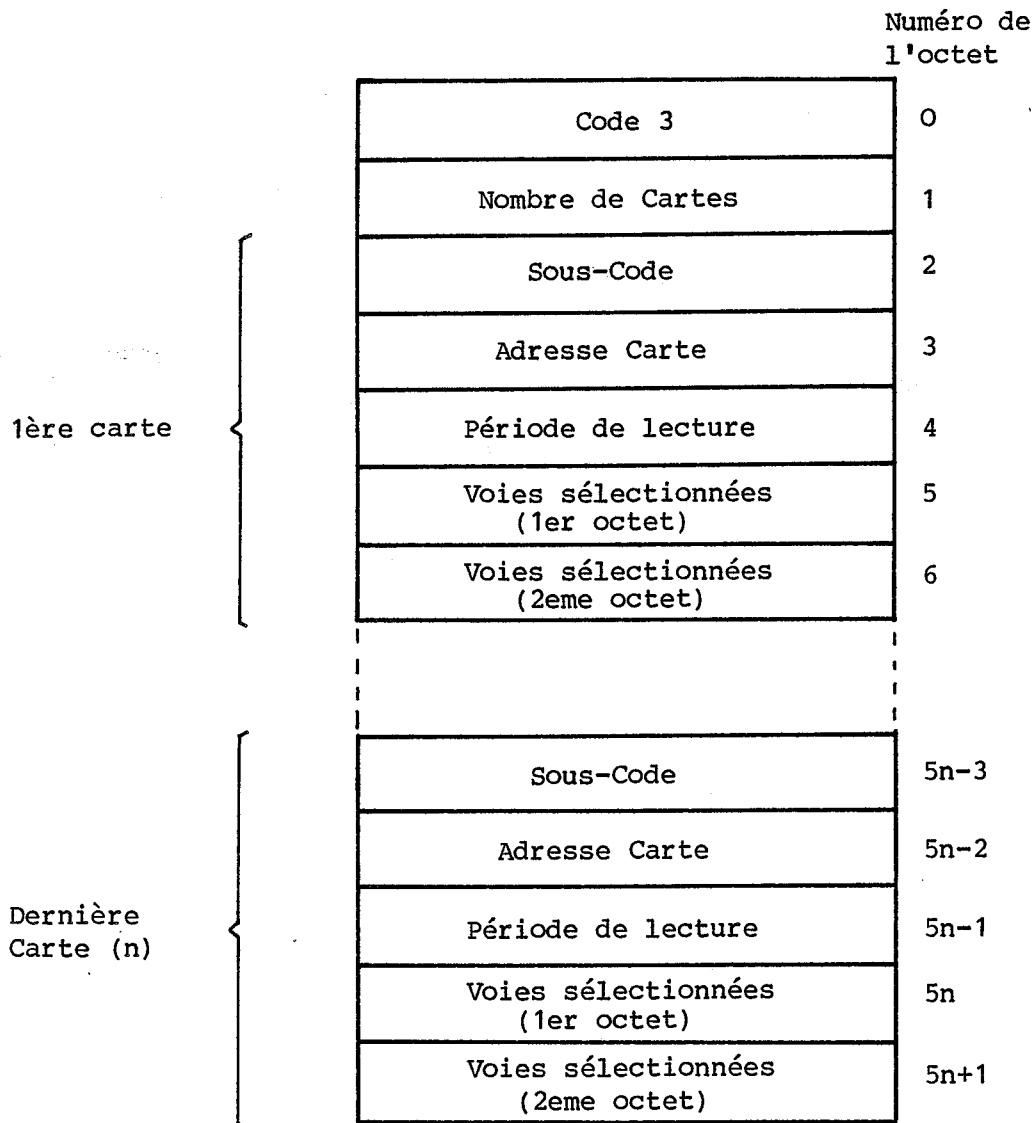 Numéro de
l'octet
Code 3 0
Nombre de Cartes 1
Sous-Code 2
Adresse Carte 3
1ère carte Période de lecture 4
Voies sélectionnées 5
(1er octet)
Voies sélectionnées 6
(2eme octet)
Sous-Code 5n-3
Adresse Carte 5n-2
Dernière
Carte (n)
Période de lecture 5n-1
Voies sélectionnées 5n
(1er octet)
Voies sélectionnées 5n+1
(2eme octet)